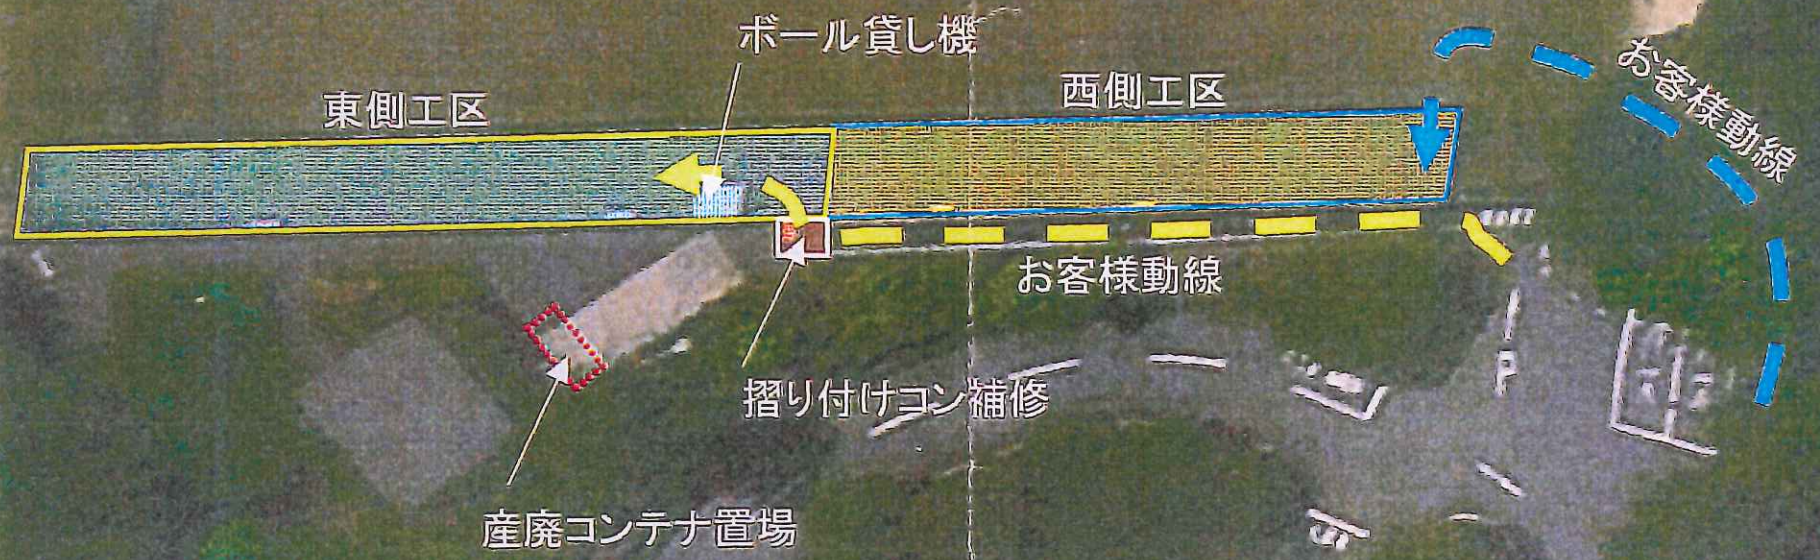 ボール貸し機
お客様動線
西側工区
東側工区
お客様動線
摺り付けコン補修
産廃コンテナ置場